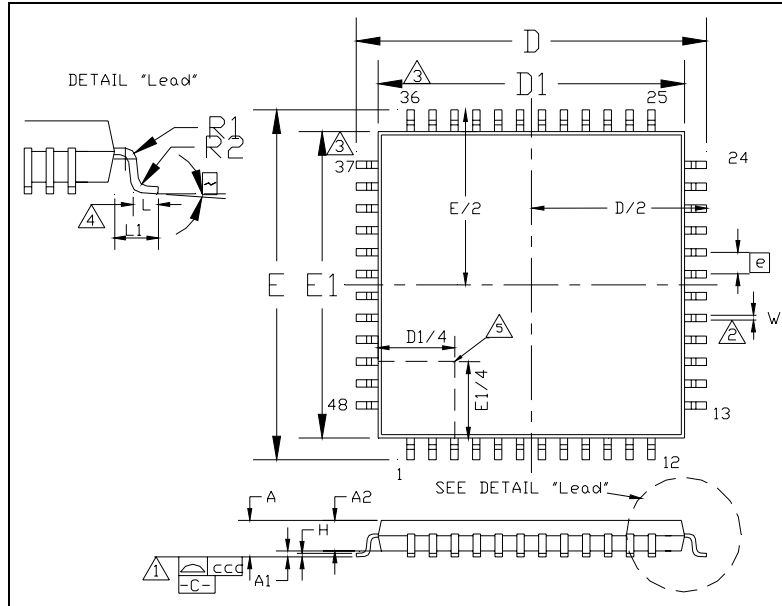 D
DETAIL "Lead"
3
D1
36
25
R1
R2
3
37
24
E/2
D/2
4
L
L1
E
E1
e
W
2
D1/4
5
E1/4
48
13
1
12
SEE DETAIL "Lead"
A
A2
H
1
ccc
-C-
A1